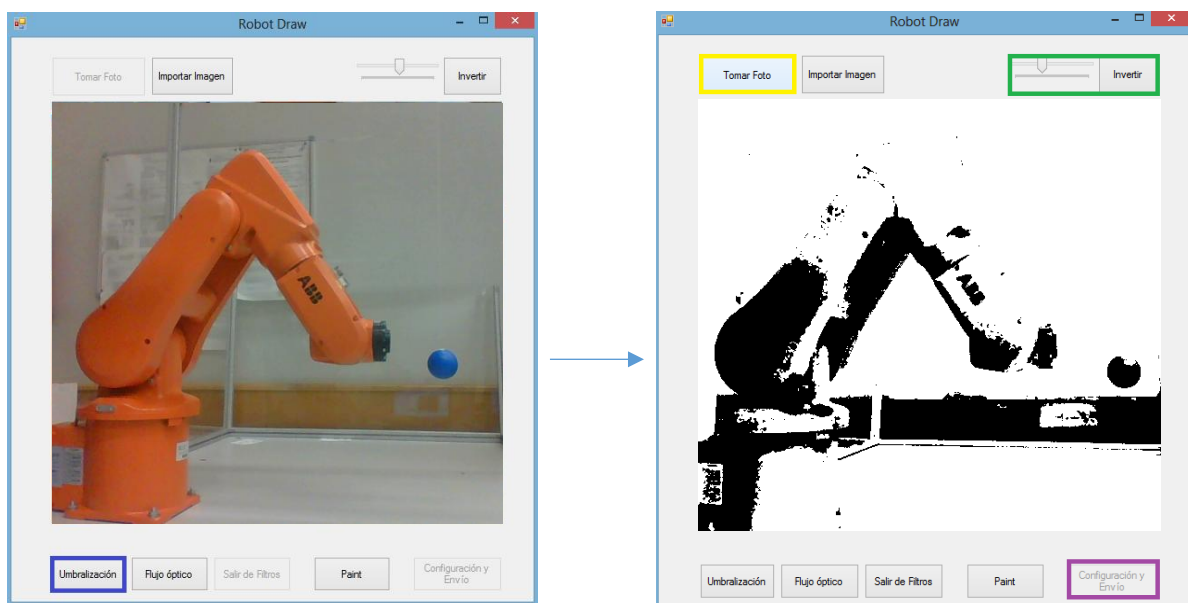 Robot Draw
Tomar Foto
Importar Imagen
Invertir
ABB
Umbralización
Flujo óptico
Salir de Filtros
Paint
Configuración y
Envío
Robot Draw
Tomar Foto
Importar Imagen
Invertir
ABB
Umbralización
Flujo óptico
Salir de Filtros
Paint
Configuración y
Envío